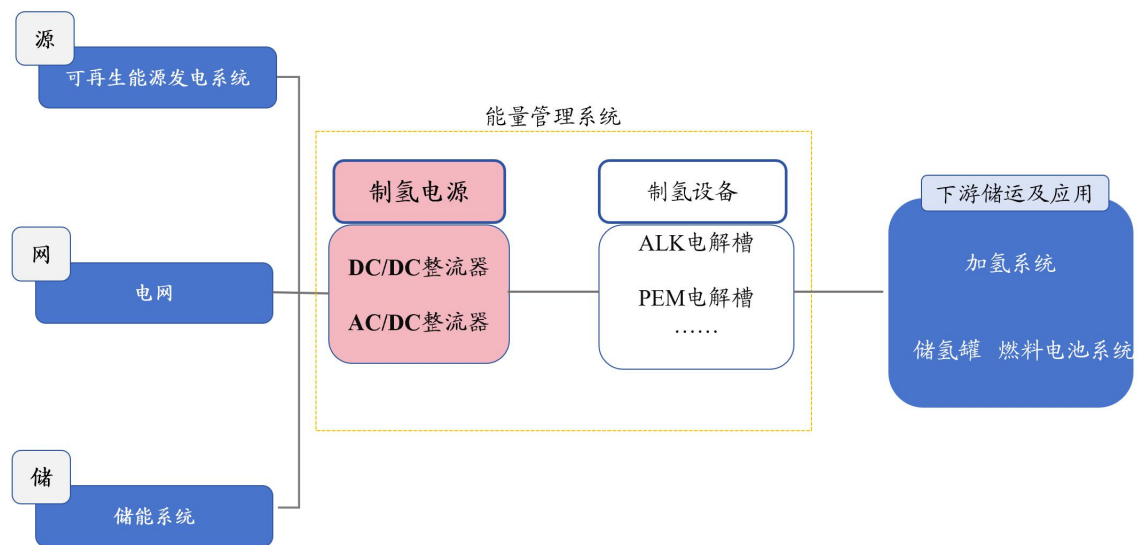 源
可再生能源发电系统
网
电网
储
储能系统
能量管理系统
制氢电源
DC/DC整流器
AC/DC整流器
制氢设备
ALK电解槽
PEM电解槽
……
下游储运及应用
加氢系统
储氢罐 燃料电池系统